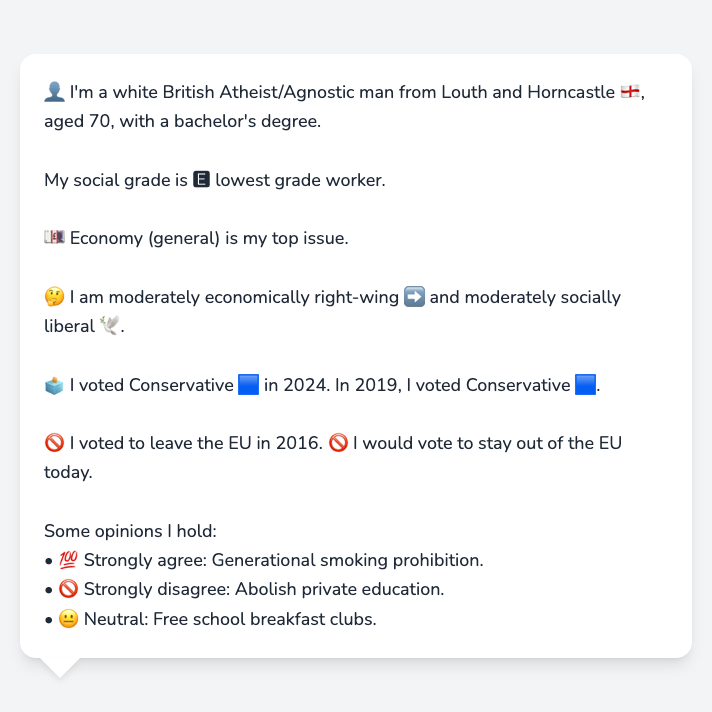 👤 I'm a white British Atheist/Agnostic man from Louth and Horncastle 🏴󠁧󠁢󠁥󠁮󠁧󠁿,
aged 70, with a bachelor's degree.
My social grade is 🅴 lowest grade worker.
💷 Economy (general) is my top issue.
🤔 I am moderately economically right-wing ➡️ and moderately socially
liberal 🕊️.
🗳️ I voted Conservative 🟦 in 2024. In 2019, I voted Conservative 🟦.
🚫 I voted to leave the EU in 2016. 🚫 I would vote to stay out of the EU
today.
Some opinions I hold:
• 💯 Strongly agree: Generational smoking prohibition.
• 🚫 Strongly disagree: Abolish private education.
• 😐 Neutral: Free school breakfast clubs.